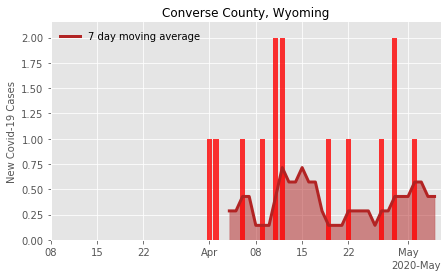 Converse County, Wyoming
7 day moving average
New Covid-19 Cases
2.00
1.75
1.50
1.25
1.00
0.75
0.50
0.25
0.00
08 15 22 Apr 08 15 22 May
2020-May